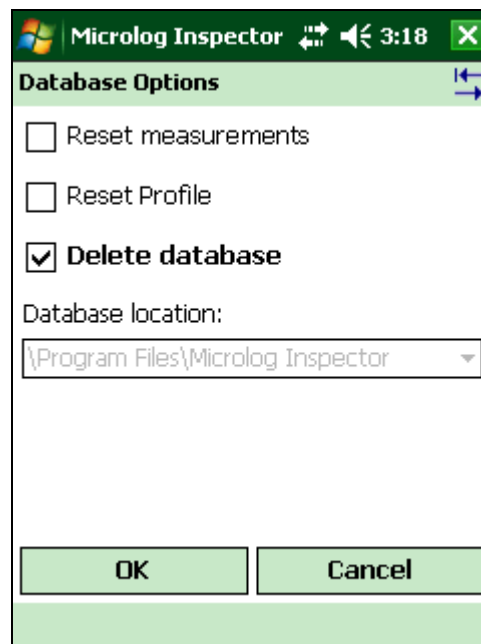 Microlog Inspector 3:18
Database Options
Reset measurements
Reset Profile
Delete database
Database location:
\Program Files\Microlog Inspector
OK Cancel